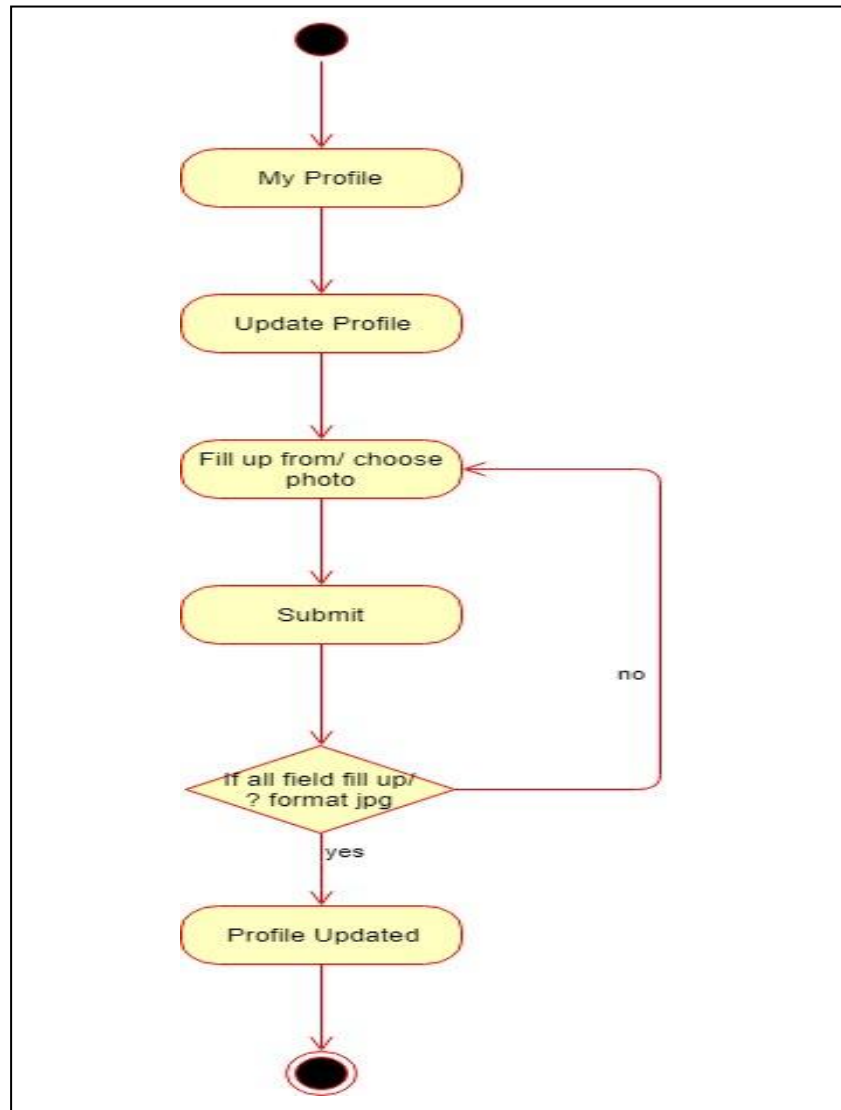 My Profile
Update Profile
Fill up from/ choose
photo
Submit
no
If all field fill up/
? format jpg
yes
Profile Updated